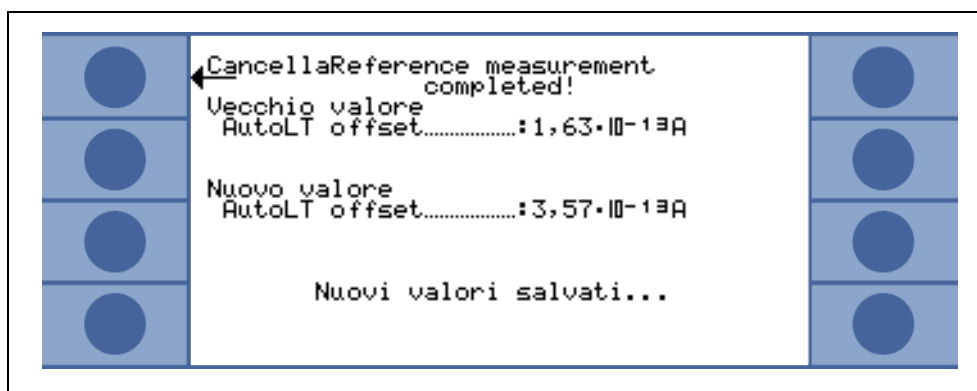 CancellaReference measurement
completed!
Vecchio valore
AutoLT offset.................:1,63·10-13A
Nuovo valore
AutoLT offset.................:3,57·10-13A
Nuovi valori salvati...